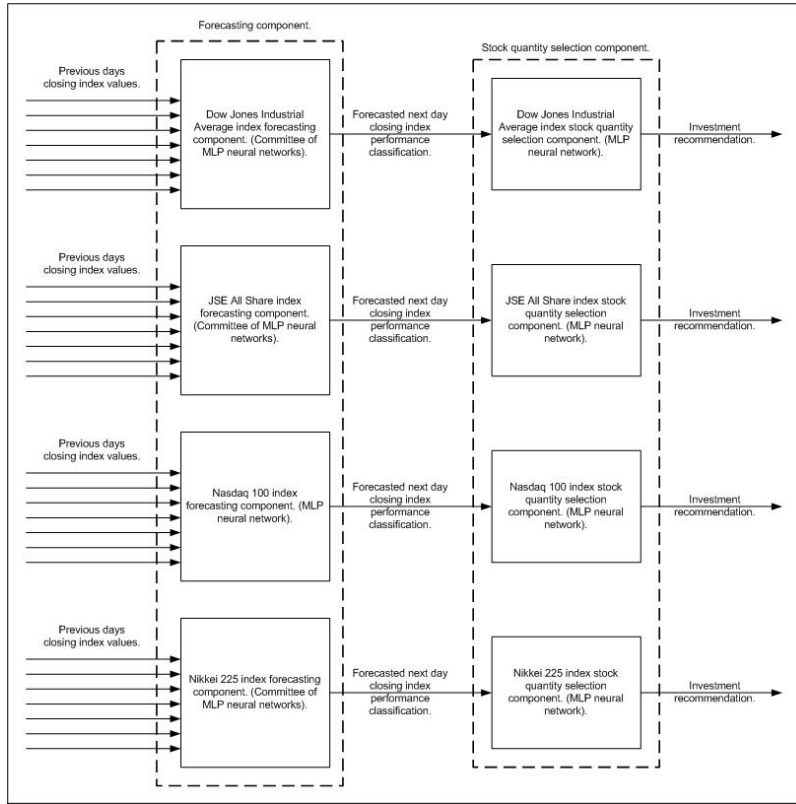 Forecasting component.
Stock quantity selection component.
Previous days
closing index values.
Dow Jones Industrial
Average index forecasting
component. (Committee of
MLP neural networks).
Forecasted next day
closing index
performance
classification.
Dow Jones Industrial
Average index stock quantity
selection component. (MLP
neural network).
Investment
recommendation.
Previous days
closing index values.
JSE All Share index
forecasting component.
(Committee of MLP neural
networks).
Forecasted next day
closing index
performance
classification.
JSE All Share index stock
quantity selection
component. (MLP neural
network).
Investment
recommendation.
Previous days
closing index values.
Nasdaq 100 index
forecasting component. (MLP
neural network).
Forecasted next day
closing index
performance
classification.
Nasdaq 100 index stock
quantity selection
component. (MLP neural
network).
Investment
recommendation.
Previous days
closing index values.
Nikkei 225 index forecasting
component. (Committee of
MLP neural networks).
Forecasted next day
closing index
performance
classification.
Nikkei 225 index stock
quantity selection
component. (MLP neural
network).
Investment
recommendation.